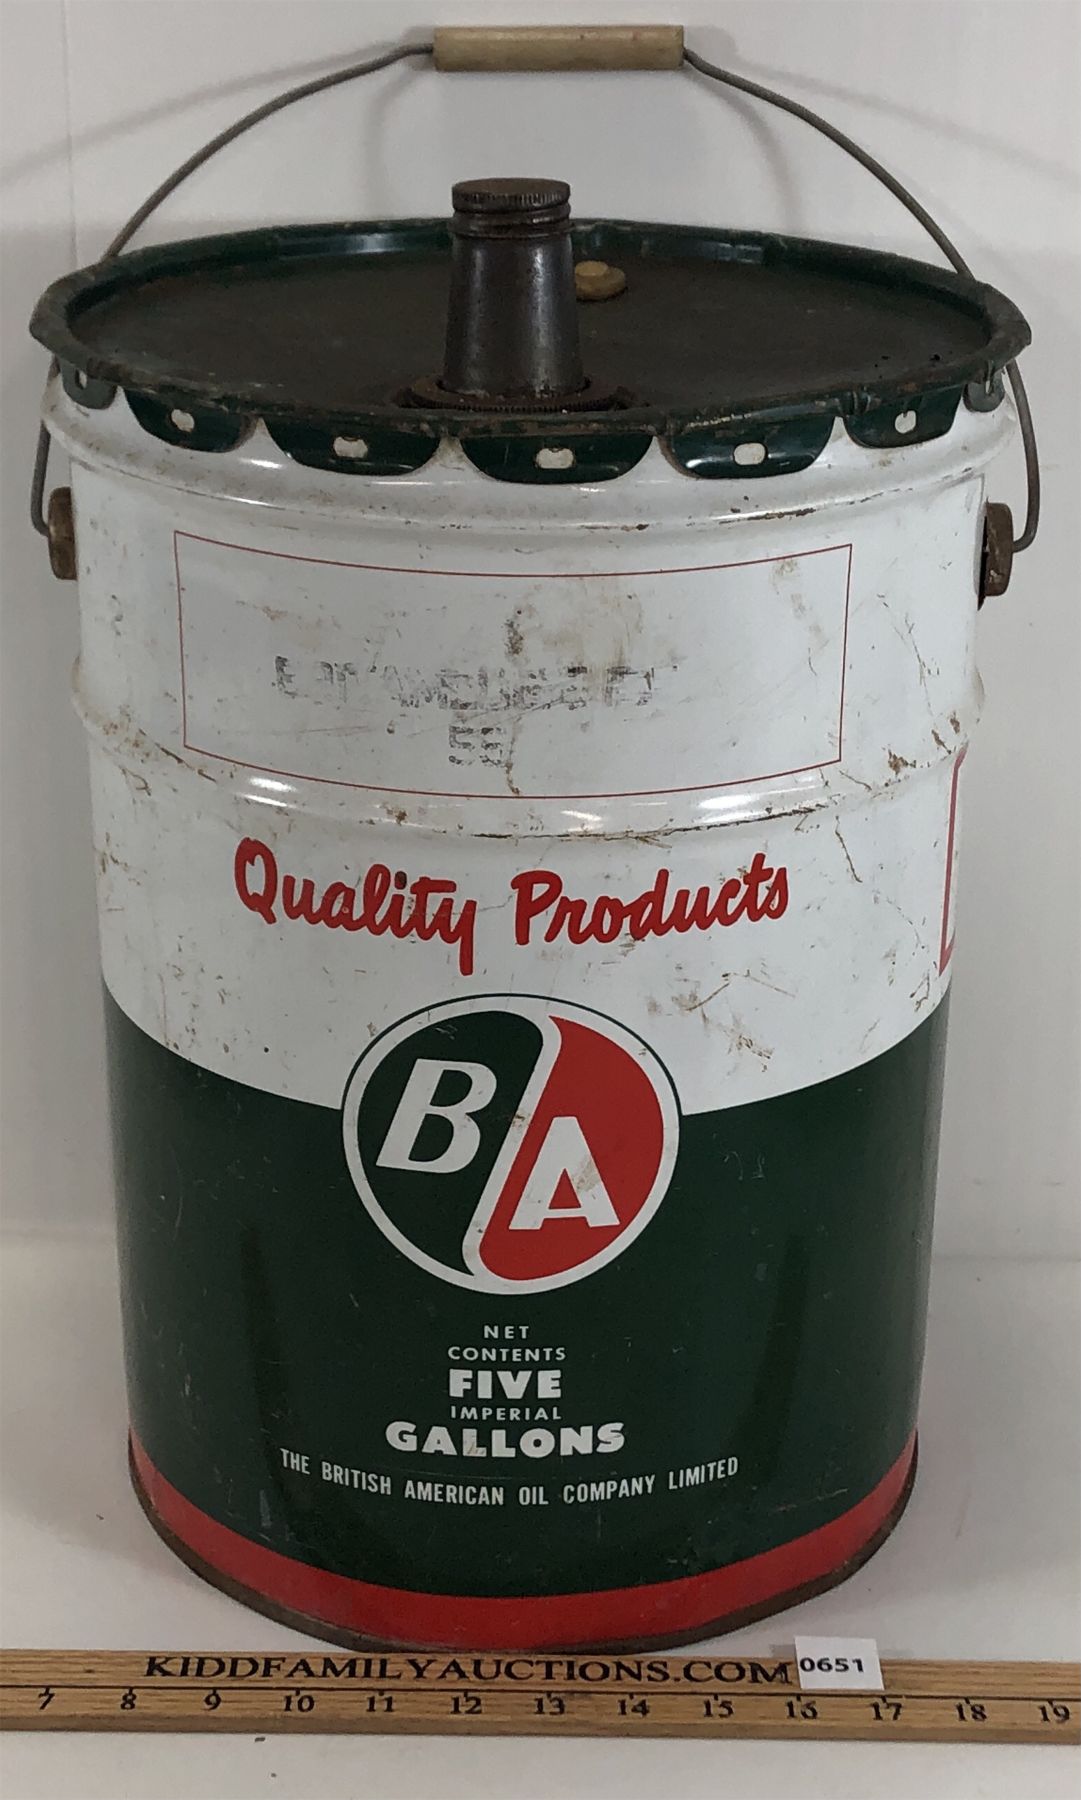 Quality Products
B A
NET
CONTENTS
FIVE
IMPERIAL
GALLONS
THE BRITISH AMERICAN OIL COMPANY LIMITED
KIDDFAMILYAUCTIONS.COM 0651
7 8 9 10 11 12 13 14 15 16 17 18 19